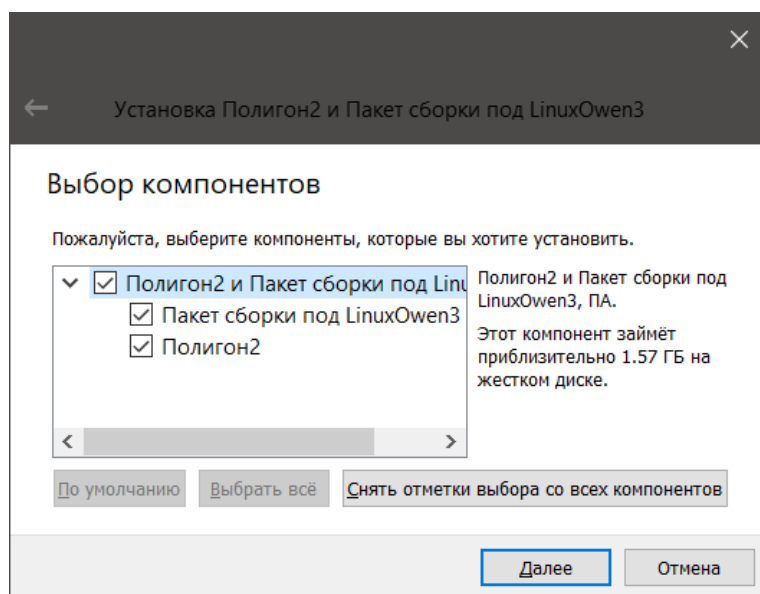 Установка Полигон2 и Пакет сборки под LinuxOwen3
Выбор компонентов
Пожалуйста, выберите компоненты, которые вы хотите установить.
Полигон2 и Пакет сборки под Linu
Пакет сборки под LinuxOwen3
Полигон2
Полигон2 и Пакет сборки под
LinuxOwen3, ПА.
Этот компонент займёт
приблизительно 1.57 ГБ на
жестком диске.
По умолчанию Выбрать всё Снять отметки выбора со всех компонентов
Далее Отмена